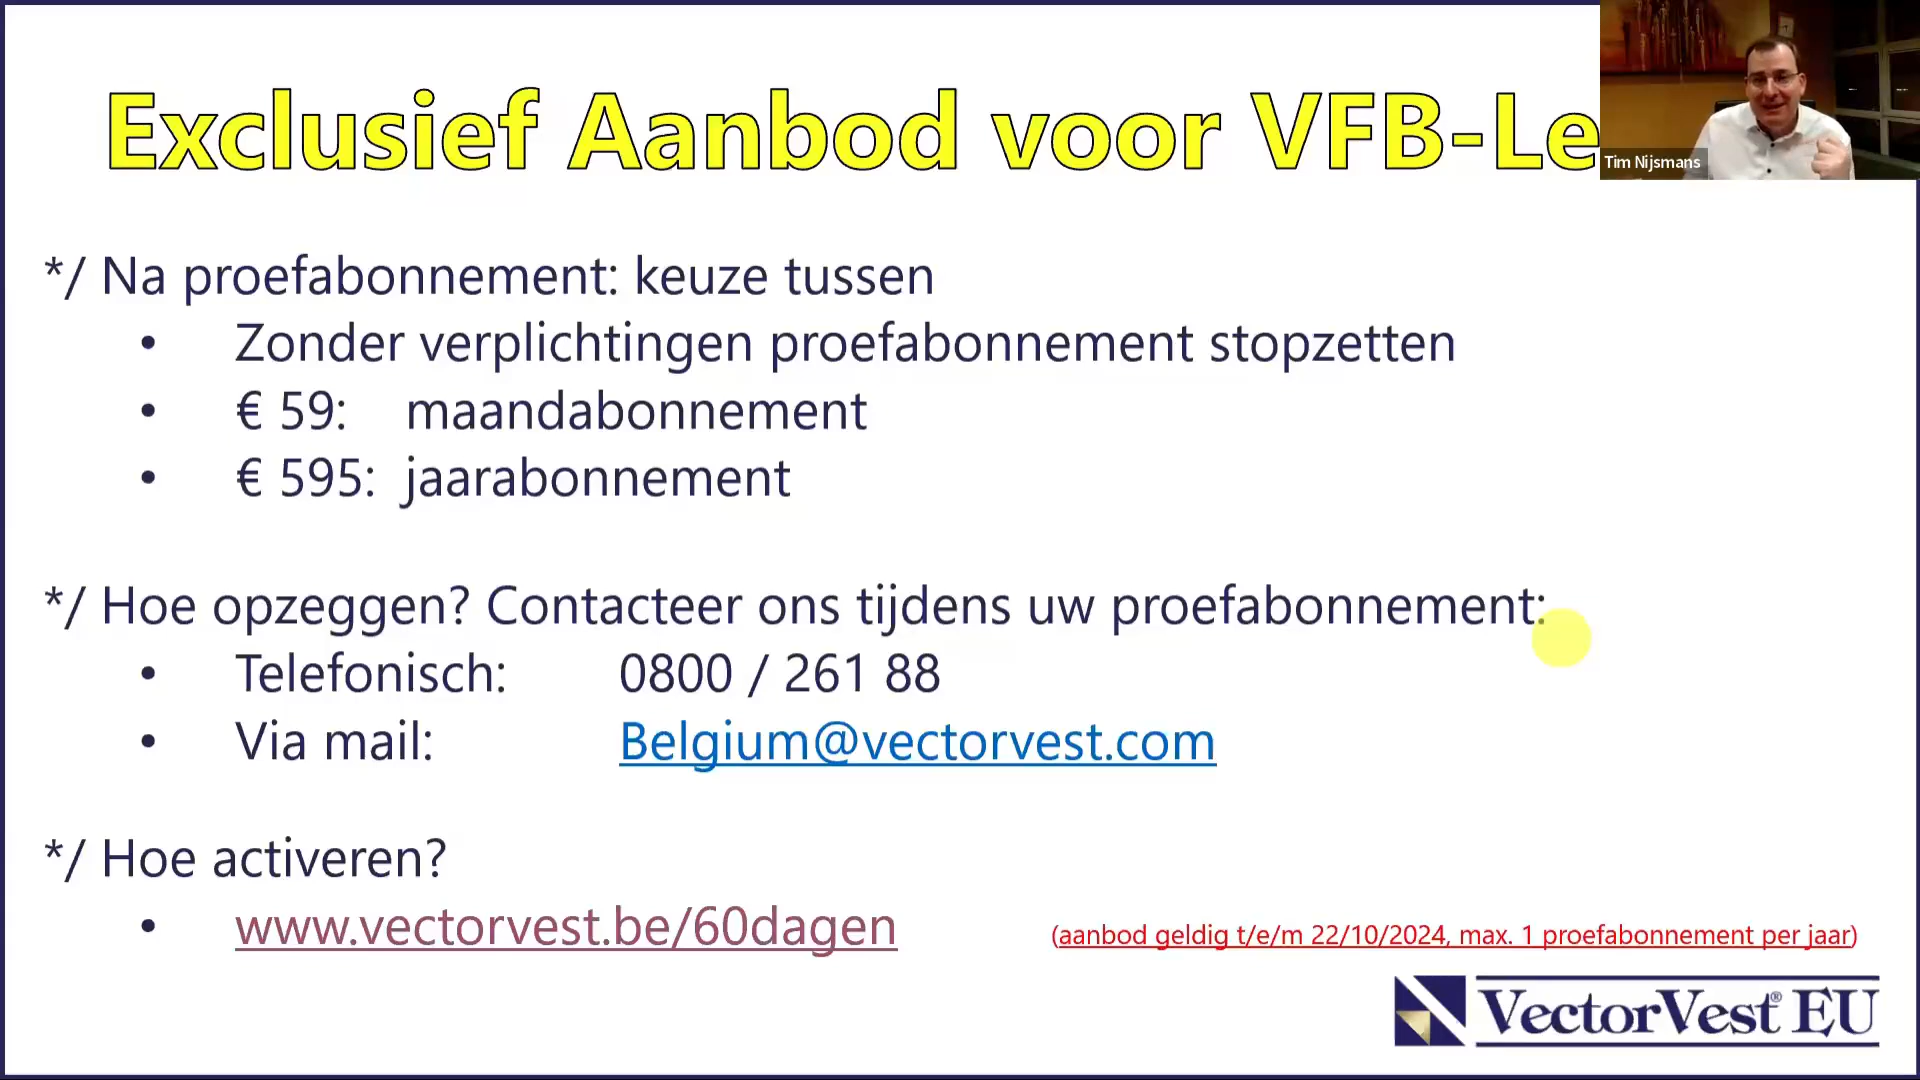 Exclusief Aanbod voor VFB-Le
Tim Nijsmans
*/ Na proefabonnement: keuze tussen
• Zonder verplichtingen proefabonnement stopzetten
• € 59: maandabonnement
• € 595: jaarabonnement
*/ Hoe opzeggen? Contacteer ons tijdens uw proefabonnement:
• Telefonisch: 0800 / 261 88
• Via mail: Belgium@vectorvest.com
*/ Hoe activeren?
• www.vectorvest.be/60dagen
(aanbod geldig t/e/m 22/10/2024, max. 1 proefabonnement per jaar)
VectorVest® EU